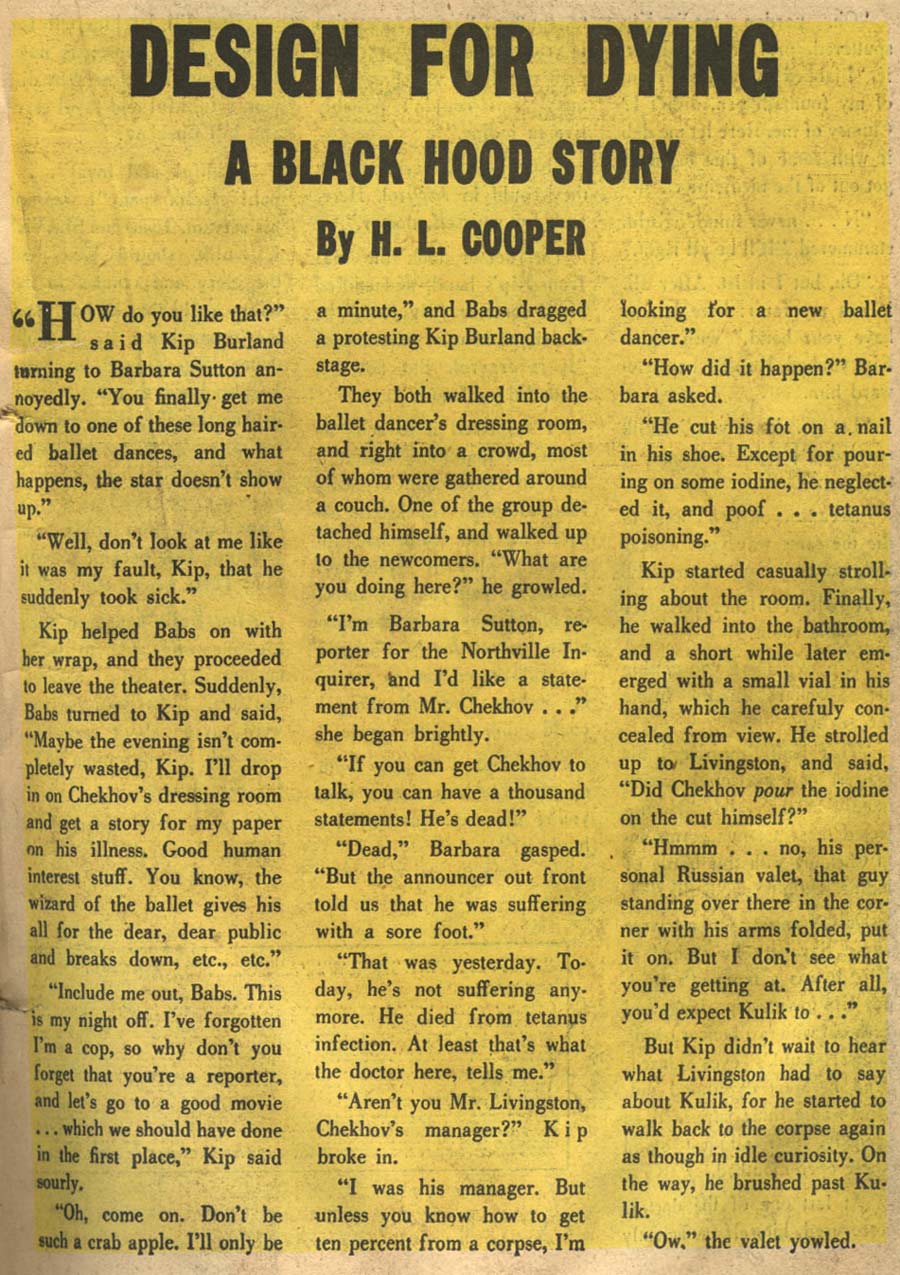 DESIGN FOR DYING
A BLACK HOOD STORY
By H. L. COOPER
“HOW do you like that?”
said Kip Burland
turning to Barbara Sutton an-
noyedly. “You finally get me
down to one of these long hair-
ed ballet dances, and what
happens, the star doesn’t show
up.”
“Well, don’t look at me like
it was my fault, Kip, that he
suddenly took sick.”
Kip helped Babs on with
her wrap, and they proceeded
to leave the theater. Suddenly,
Babs turned to Kip and said,
“Maybe the evening isn’t com-
pletely wasted, Kip. I’ll drop
in on Chekhov’s dressing room
and get a story for my paper
on his illness. Good human
interest stuff. You know, the
wizard of the ballet gives his
all for the dear, dear public
and breaks down, etc., etc.”
“Include me out, Babs. This
is my night off. I’ve forgotten
I’m a cop, so why don’t you
forget that you’re a reporter,
and let’s go to a good movie
. . . which we should have done
in the first place,” Kip said
sourly.
“Oh, come on. Don’t be
such a crab apple. I’ll only be
a minute,” and Babs dragged
a protesting Kip Burland back-
stage.
They both walked into the
ballet dancer’s dressing room,
and right into a crowd, most
of whom were gathered around
a couch. One of the group de-
tached himself, and walked up
to the newcomers. “What are
you doing here?” he growled.
“I’m Barbara Sutton, re-
porter for the Northville In-
quirer, and I’d like a state-
ment from Mr. Chekhov . . .”
she began brightly.
“If you can get Chekhov to
talk, you can have a thousand
statements! He’s dead!”
“Dead,” Barbara gasped.
“But the announcer out front
told us that he was suffering
with a sore foot.”
“That was yesterday. To-
day, he’s not suffering any-
more. He died from tetanus
infection. At least that’s what
the doctor here, tells me.”
“Aren’t you Mr. Livingston,
Chekhov’s manager?” Kip
broke in.
“I was his manager. But
unless you know how to get
ten percent from a corpse, I’m
looking for a new ballet
dancer.”
“How did it happen?” Bar-
bara asked.
“He cut his fot on a nail
in his shoe. Except for pour-
ing on some iodine, he neglect-
ed it, and poof . . . tetanus
poisoning.”
Kip started casually stroll-
ing about the room. Finally,
he walked into the bathroom,
and a short while later em-
erged with a small vial in his
hand, which he carefuly con-
cealed from view. He strolled
up to Livingston, and said,
“Did Chekhov pour the iodine
on the cut himself?”
“Hmmm . . . no, his per-
sonal Russian valet, that guy
standing over there in the cor-
ner with his arms folded, put
it on. But I don’t see what
you’re getting at. After all,
you’d expect Kulik to . . .”
But Kip didn’t wait to hear
what Livingston had to say
about Kulik, for he started to
walk back to the corpse again
as though in idle curiosity. On
the way, he brushed past Ku-
lik.
“Ow.” the valet yowled.